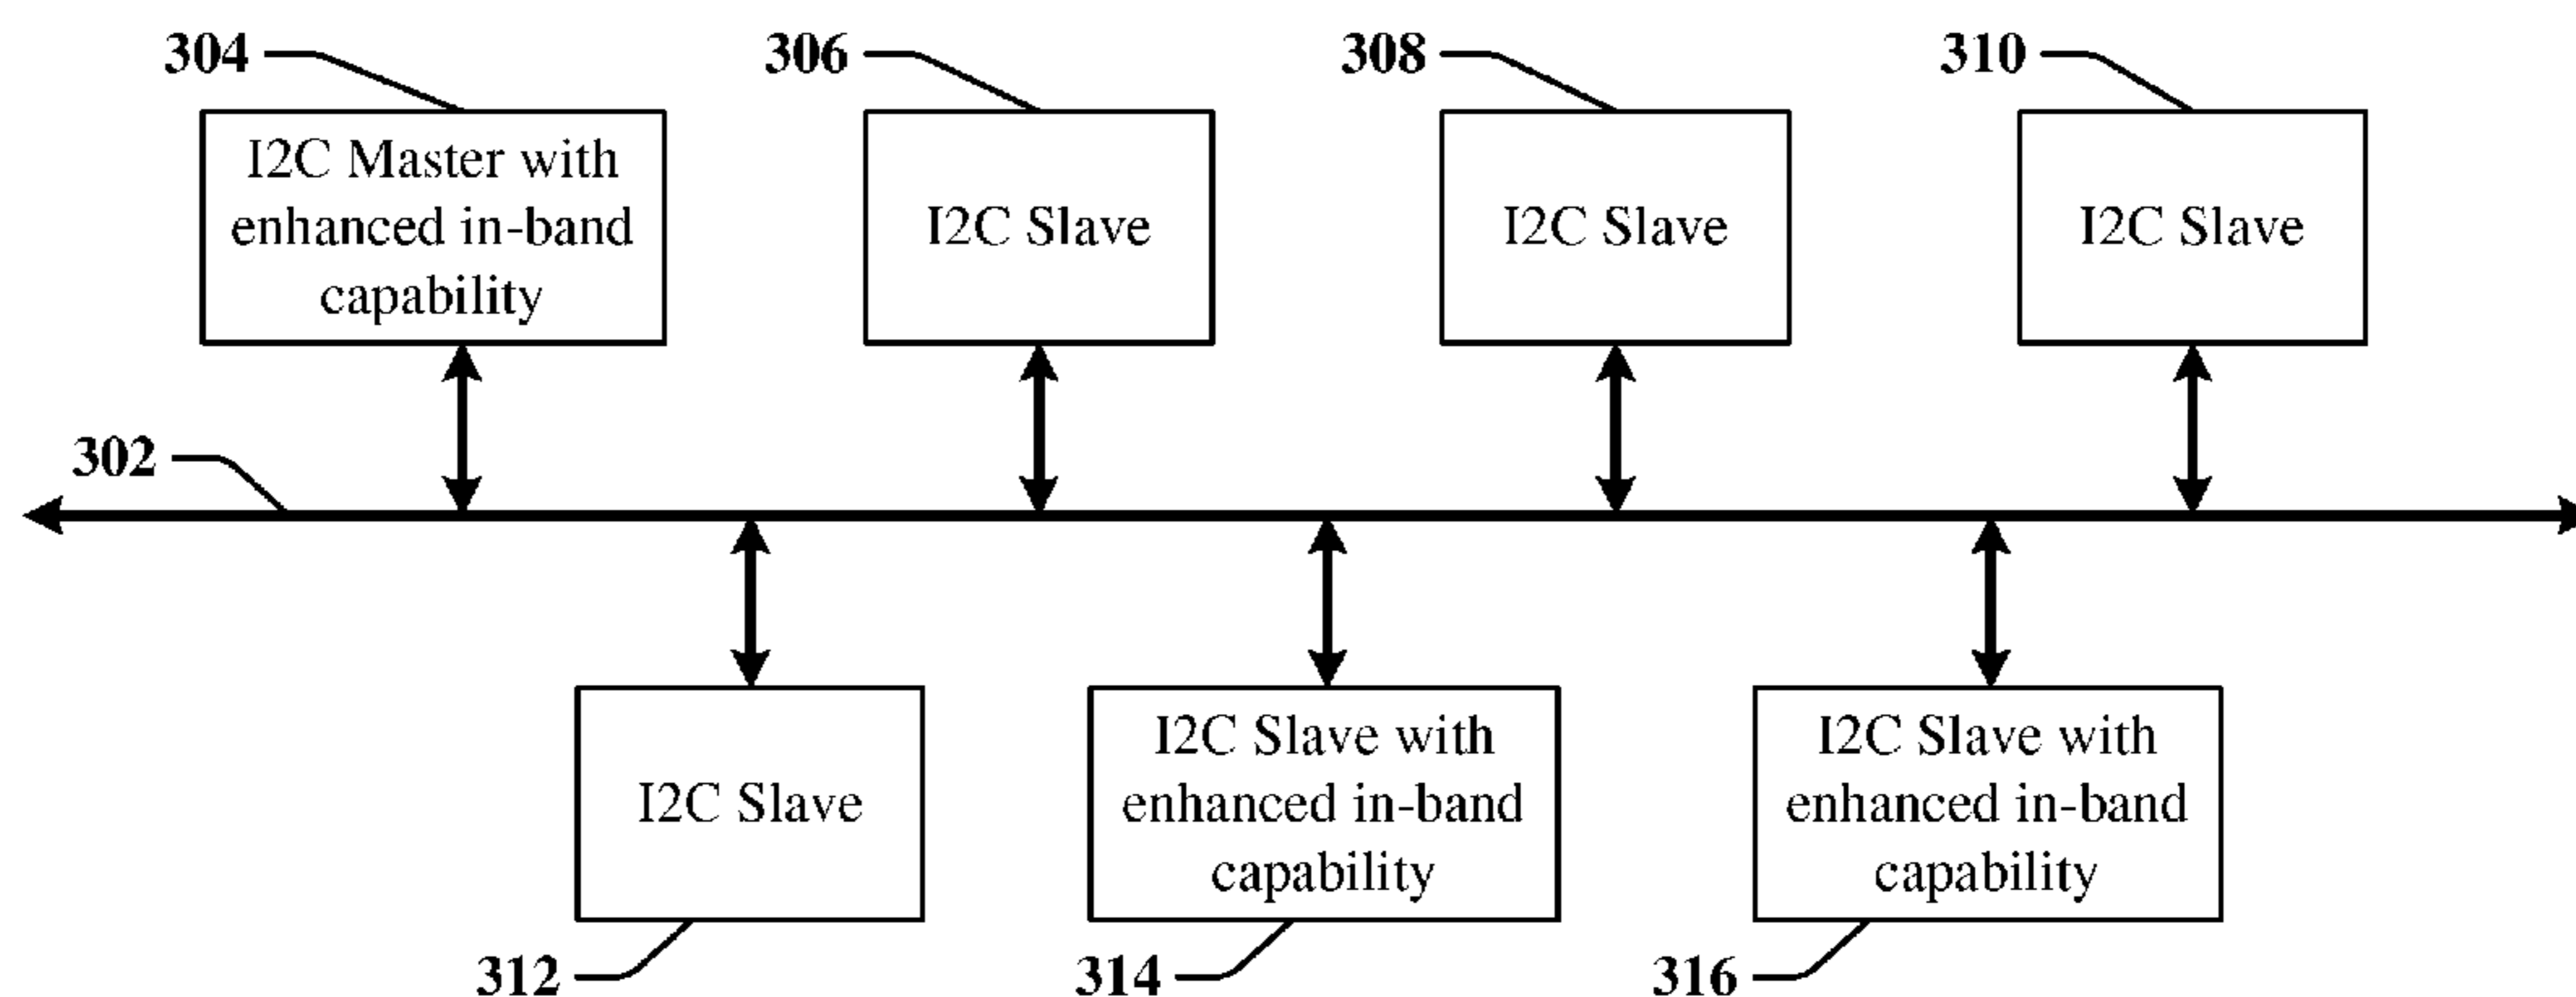 304
306
308
310
I2C Master with
enhanced in-band
capability
I2C Slave
I2C Slave
I2C Slave
302
I2C Slave
I2C Slave with
enhanced in-band
capability
I2C Slave with
enhanced in-band
capability
312
314
316